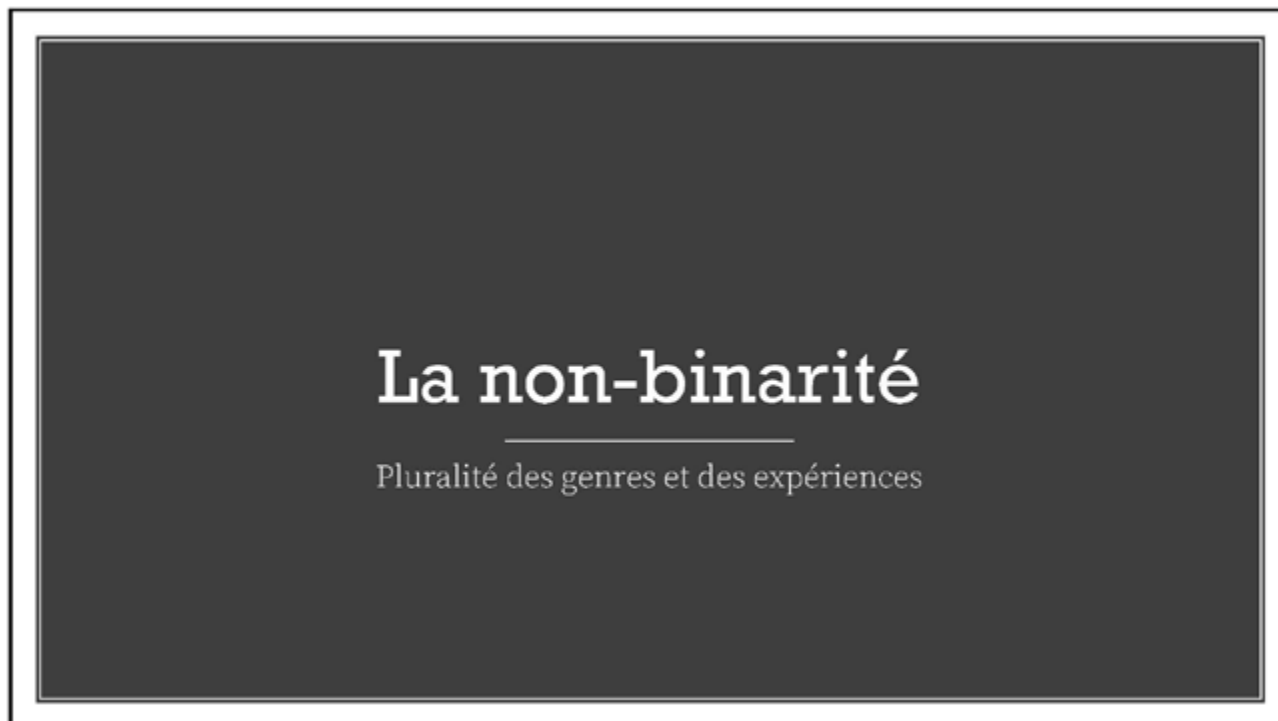 La non-binarité
Pluralité des genres et des expériences